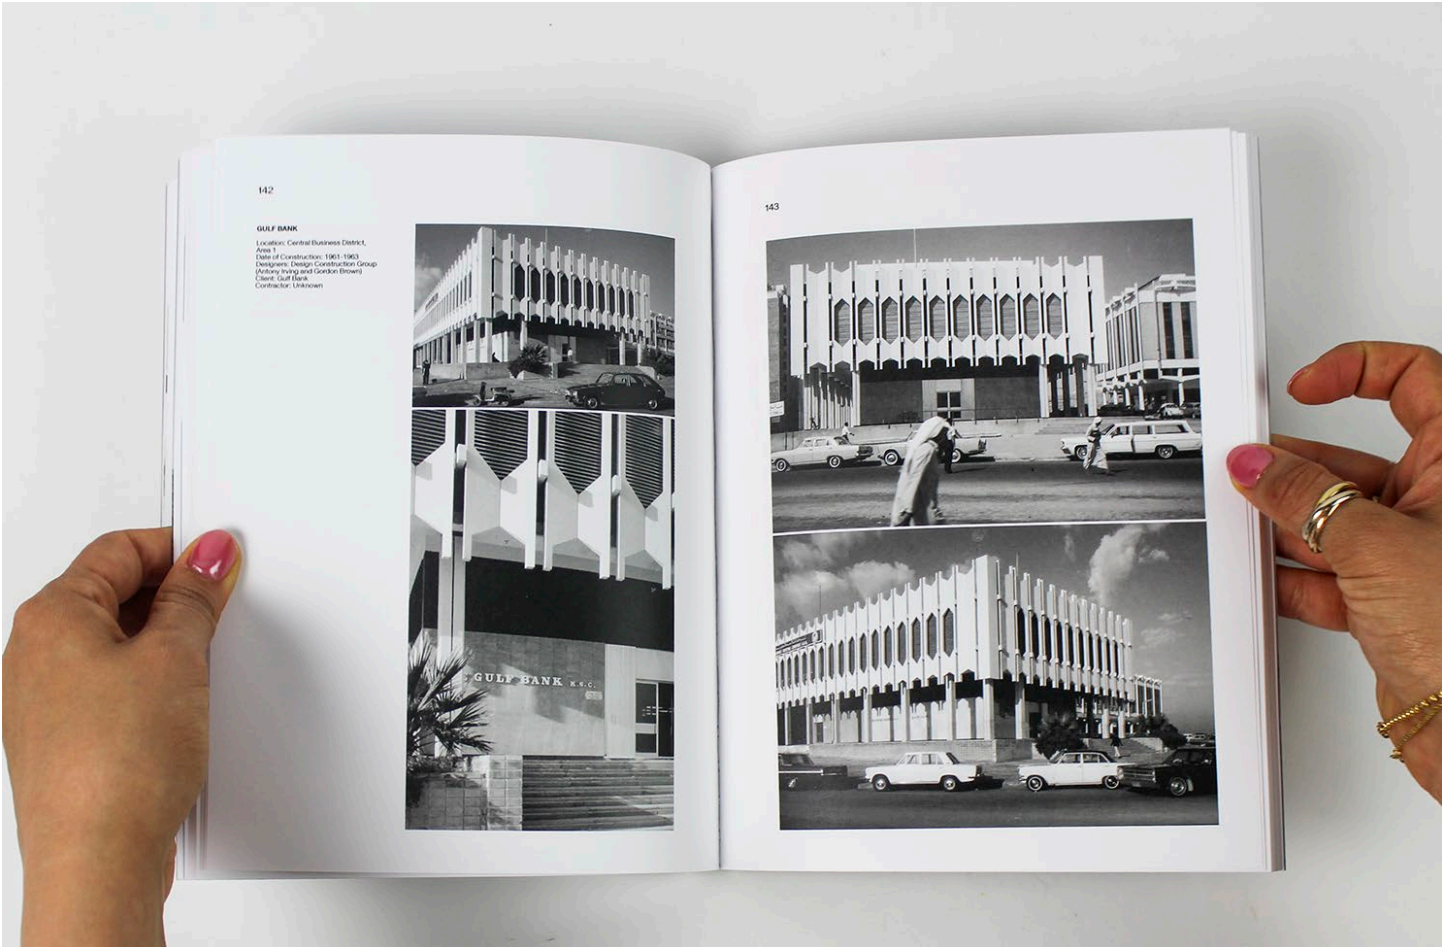 142
GULF BANK
Location: Central Business District,
Area 1
Date of Construction: 1961-1963
Designers: Design Construction Group
(Antony Irving and Gordon Brown)
Client: Gulf Bank
Contractor: Unknown
GULF BANK K.S.C.
143